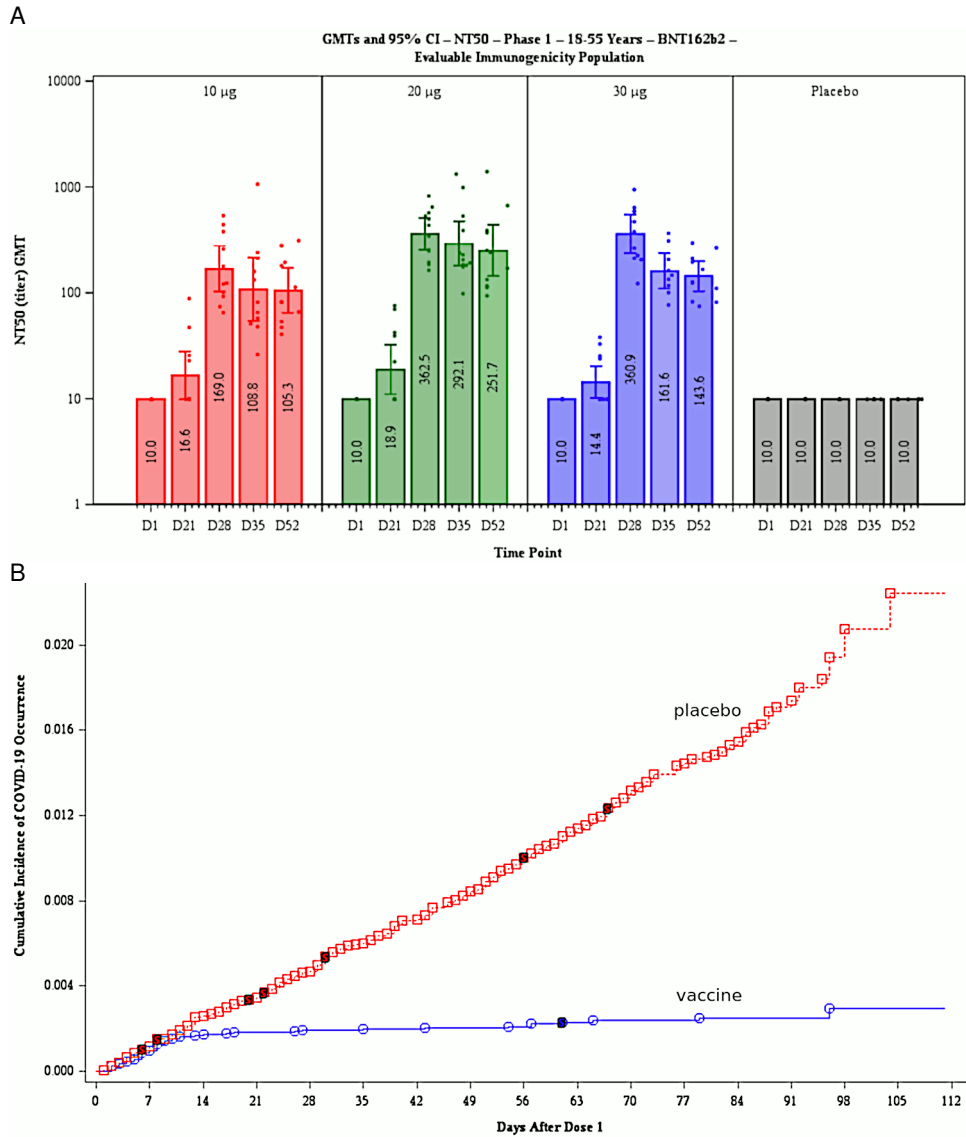 A
GMTs and 95% CI – NT50 – Phase 1 – 18-55 Years – BNT162b2 –
Evaluable Immunogenicity Population
10 µg 20 µg 30 µg Placebo
10000
1000
100
10
1
NT50 (titer) GMT
10.0 16.6 169.0 108.8 105.3 10.0 18.9 362.5 292.1 251.7 10.0 14.4 360.9 161.6 143.6 10.0 10.0 10.0 10.0 10.0
D1 D21 D28 D35 D52 D1 D21 D28 D35 D52 D1 D21 D28 D35 D52 D1 D21 D28 D35 D52
Time Point
B
Cumulative Incidence of COVID-19 Occurrence
0.020
0.016
0.012
0.008
0.004
0.000
placebo
vaccine
0 7 14 21 28 35 42 49 56 63 70 77 84 91 98 105 112
Days After Dose 1